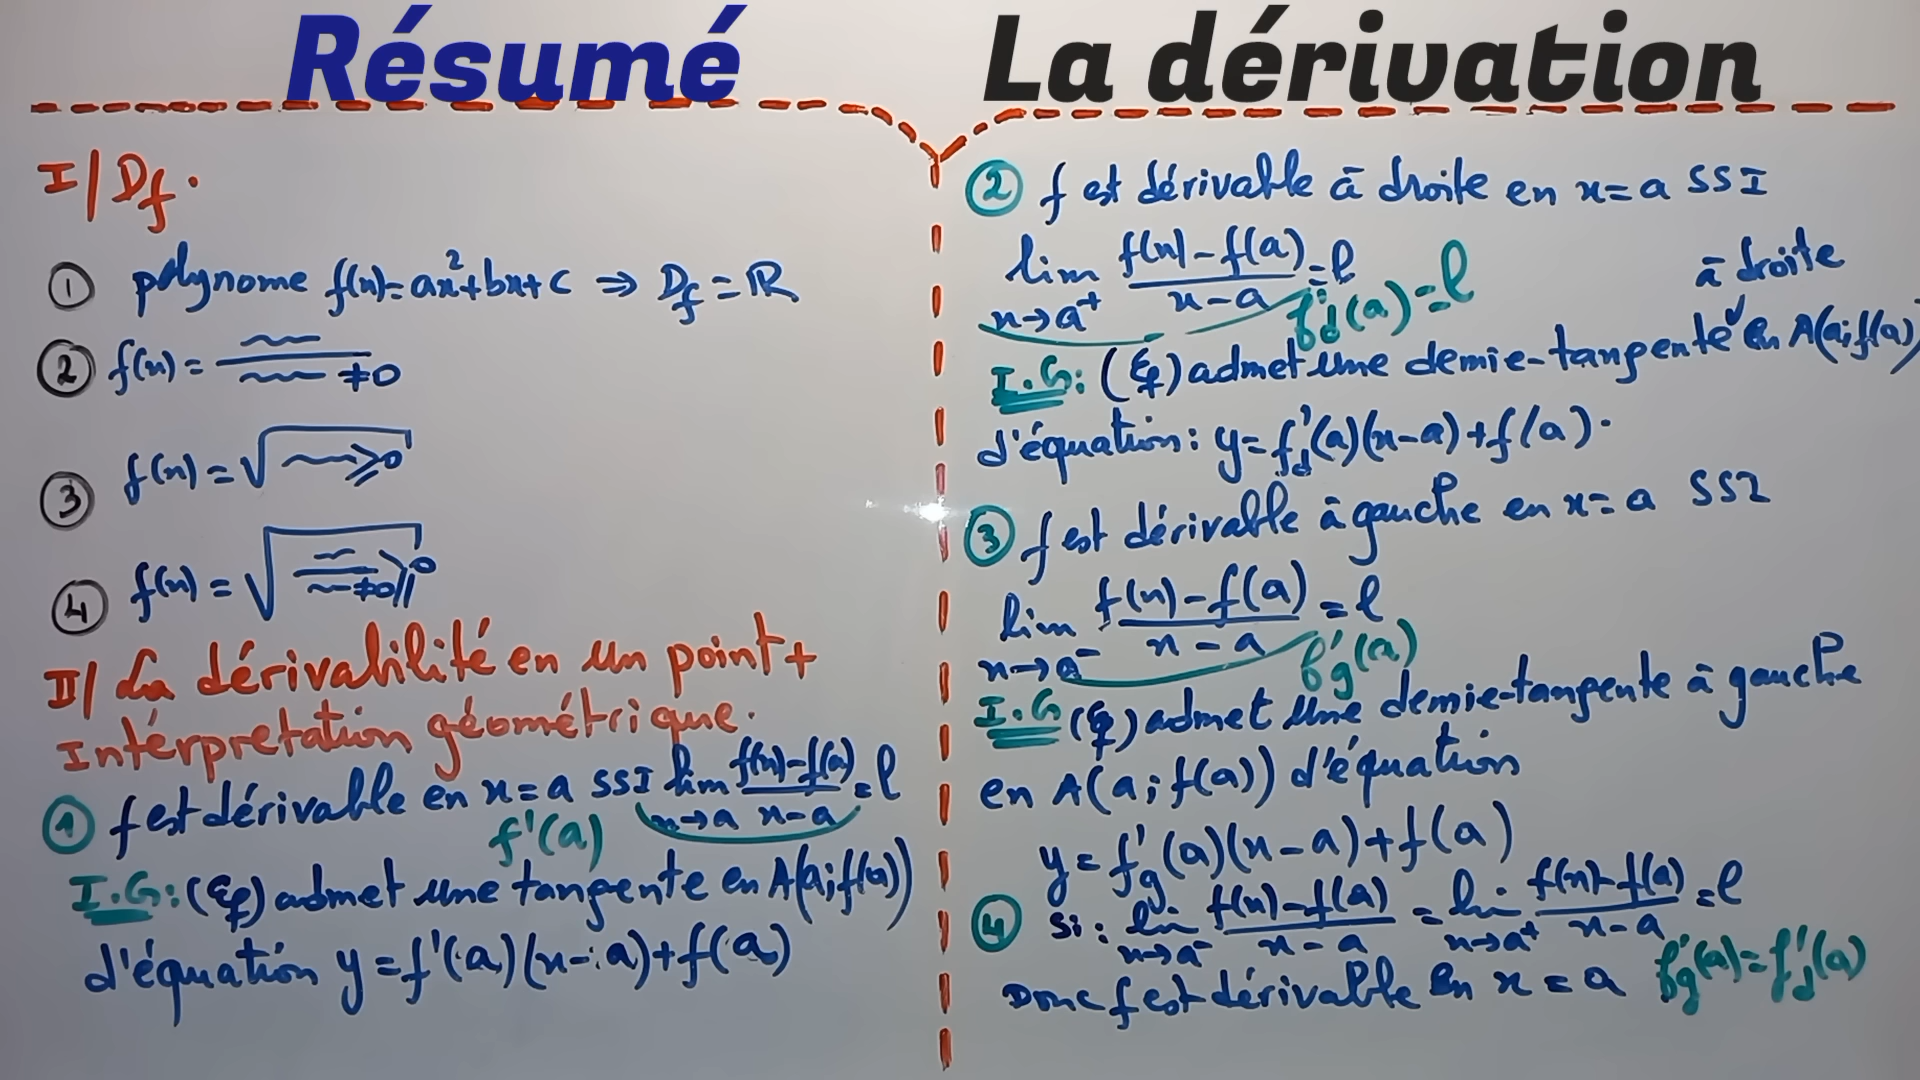 Résumé
La dérivation
I/ Df.
① polynome f(x)=ax²+bx+c ⇒ Df = ℝ
② f(x) = ≠0
③ f(x) = √ ≥0
④ f(x) = √ ≠0 ≥0
II/ La dérivabilité en un point +
Intérpretation géométrique.
① f est dérivable en x=a SSI lim x→a (f(x)-f(a))/(x-a) = l
f'(a)
I.G: (Cf) admet une tangente en A(a;f(a))
d'équation y=f'(a)(x-a)+f(a)
② f est dérivable à droite en x=a SSI
lim x→a⁺ (f(x)-f(a))/(x-a) = l
f'd(a)=l
à droite
I.G: (Cf) admet une demie-tangente en A(a;f(a))
d'équation: y=f'd(a)(x-a)+f(a).
③ f est dérivable à gauche en x=a SSI
lim x→a⁻ (f(x)-f(a))/(x-a) = l
f'g(a)
I.G (Cf) admet une demie-tangente à gauche
en A(a;f(a)) d'équation
y=f'g(a)(x-a)+f(a)
④ Si: lim x→a⁻ (f(x)-f(a))/(x-a) = lim x→a⁺ (f(x)-f(a))/(x-a) = l
Donc f est dérivable en x=a f'g(a)=f'd(a)